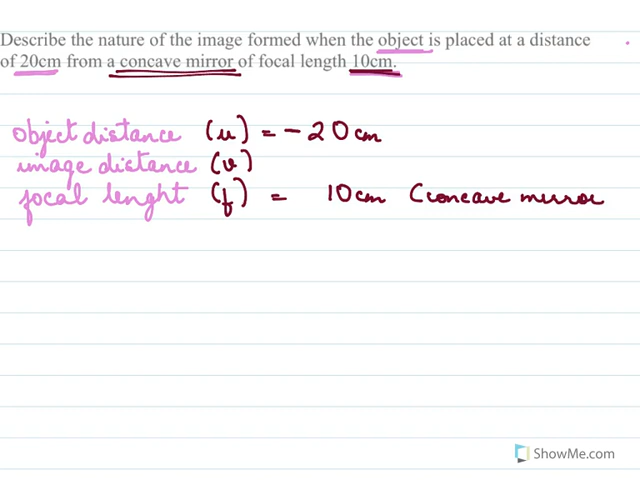 Describe the nature of the image formed when the object is placed at a distance
of 20cm from a concave mirror of focal length 10cm.
object distance (u) = - 20cm
image distance (v)
focal lenght (f) = 10cm (concave mirror
ShowMe.com